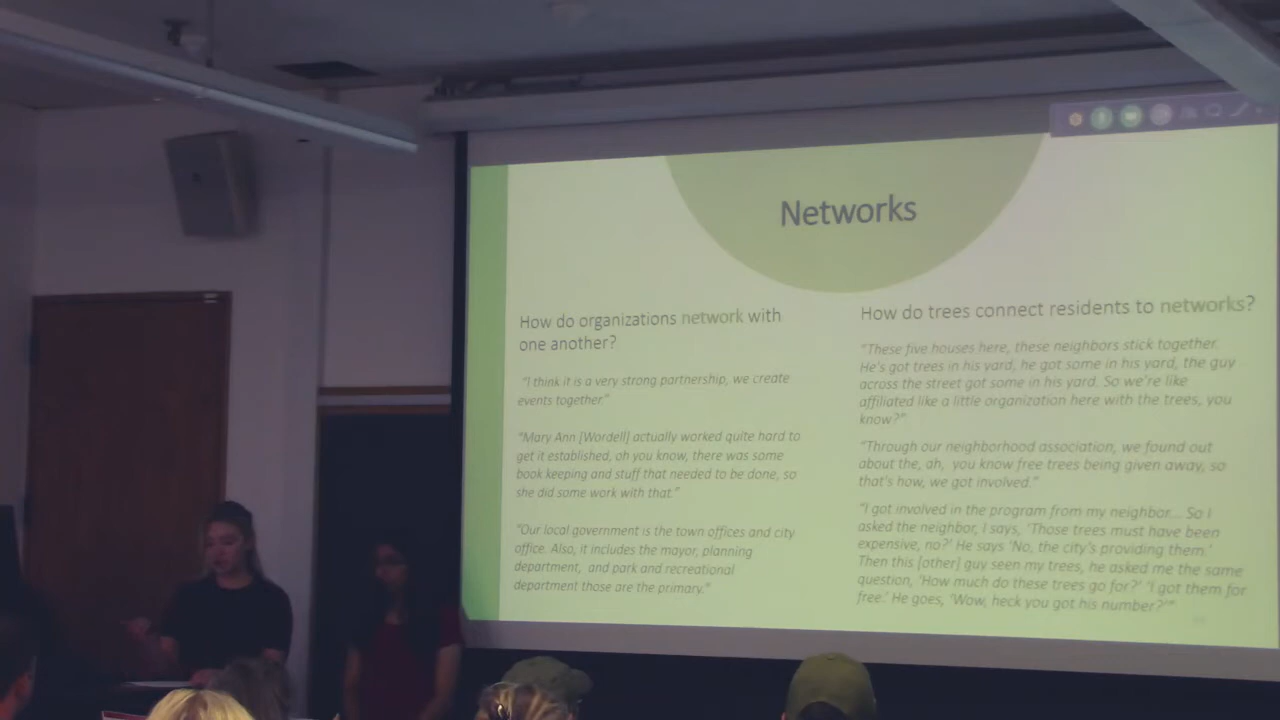 Networks
How do organizations network with
one another?
"I think it is a very strong partnership, we create
events together."
"Mary Ann [Wordell] actually worked quite hard to
get it established, oh you know, there was some
book keeping and stuff that needed to be done, so
she did some work with that."
"Our local government is the town offices and city
office. Also, it includes the mayor, planning
department, and park and recreational
department those are the primary."
How do trees connect residents to networks?
"These five houses here, these neighbors stick together.
He's got trees in his yard, he got some in his yard, the guy
across the street got some in his yard. So we're like
affiliated like a little organization here with the trees, you
know?"
"Through our neighborhood association, we found out
about the, ah, you know free trees being given away, so
that's how, we got involved."
"I got involved in the program from my neighbor... So I
asked the neighbor, I says, 'Those trees must have been
expensive, no?' He says 'No, the city's providing them.'
Then this [other] guy seen my trees, he asked me the same
question, 'How much do these trees go for?' 'I got them for
free.' He goes, 'Wow, heck you got his number?'"